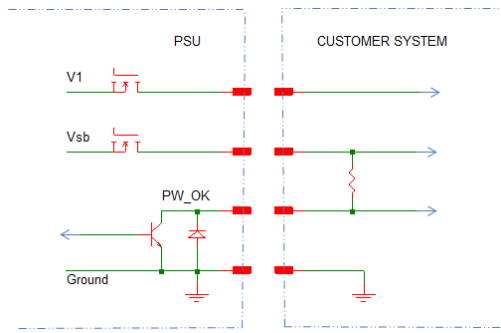 PSU
CUSTOMER SYSTEM
V1
Vsb
PW_OK
Ground